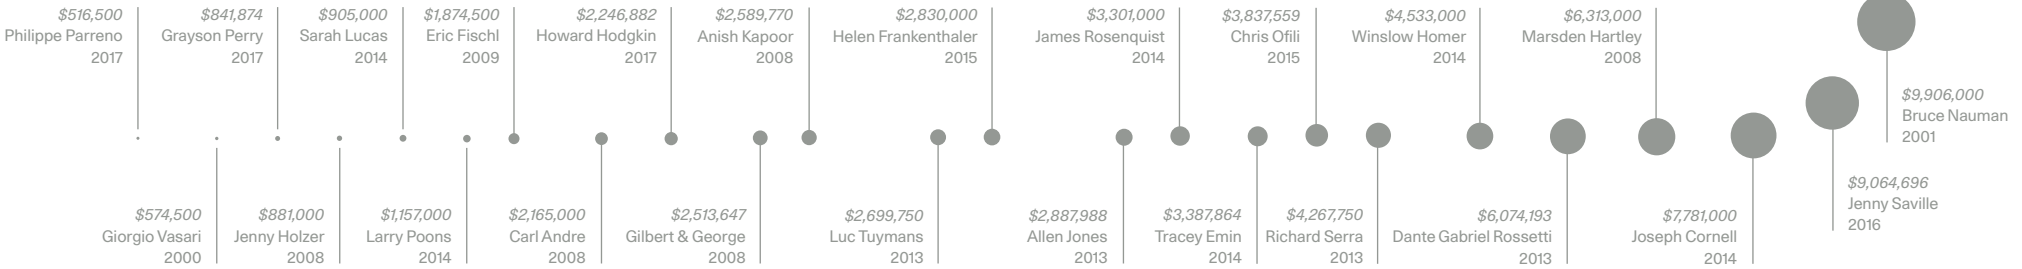 $516,500
Philippe Parreno
2017
$841,874
Grayson Perry
2017
$905,000
Sarah Lucas
2014
$1,874,500
Eric Fischl
2009
$2,246,882
Howard Hodgkin
2017
$2,589,770
Anish Kapoor
2008
$2,830,000
Helen Frankenthaler
2015
$3,301,000
James Rosenquist
2014
$3,837,559
Chris Ofili
2015
$4,533,000
Winslow Homer
2014
$6,313,000
Marsden Hartley
2008
$9,906,000
Bruce Nauman
2001
$574,500
Giorgio Vasari
2000
$881,000
Jenny Holzer
2008
$1,157,000
Larry Poons
2014
$2,165,000
Carl Andre
2008
$2,513,647
Gilbert & George
2008
$2,699,750
Luc Tuymans
2013
$2,887,988
Allen Jones
2013
$3,387,864
Tracey Emin
2014
$4,267,750
Richard Serra
2013
$6,074,193
Dante Gabriel Rossetti
2013
$7,781,000
Joseph Cornell
2014
$9,064,696
Jenny Saville
2016